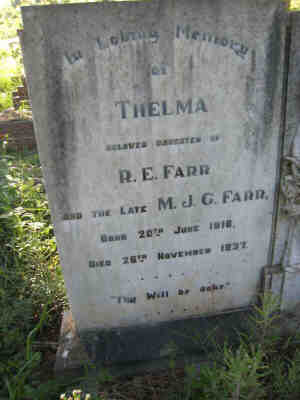 In Loving Memory
of
THELMA
BELOVED DAUGHTER OF
R. E. FARR
AND THE LATE M. J. G. FARR,
BORN 20TH JUNE 1918,
DIED 26TH NOVEMBER 1937.
"Thy Will be done"